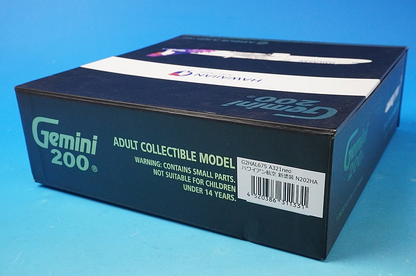 HAWAIIAN
Gemini
200
Gemini
200®
ADULT COLLECTIBLE MODEL
WARNING: CONTAINS SMALL PARTS.
NOT SUITABLE FOR CHILDREN
UNDER 14 YEARS.
G2HAL675 A321neo
ハワイアン航空 新塗装 N202HA